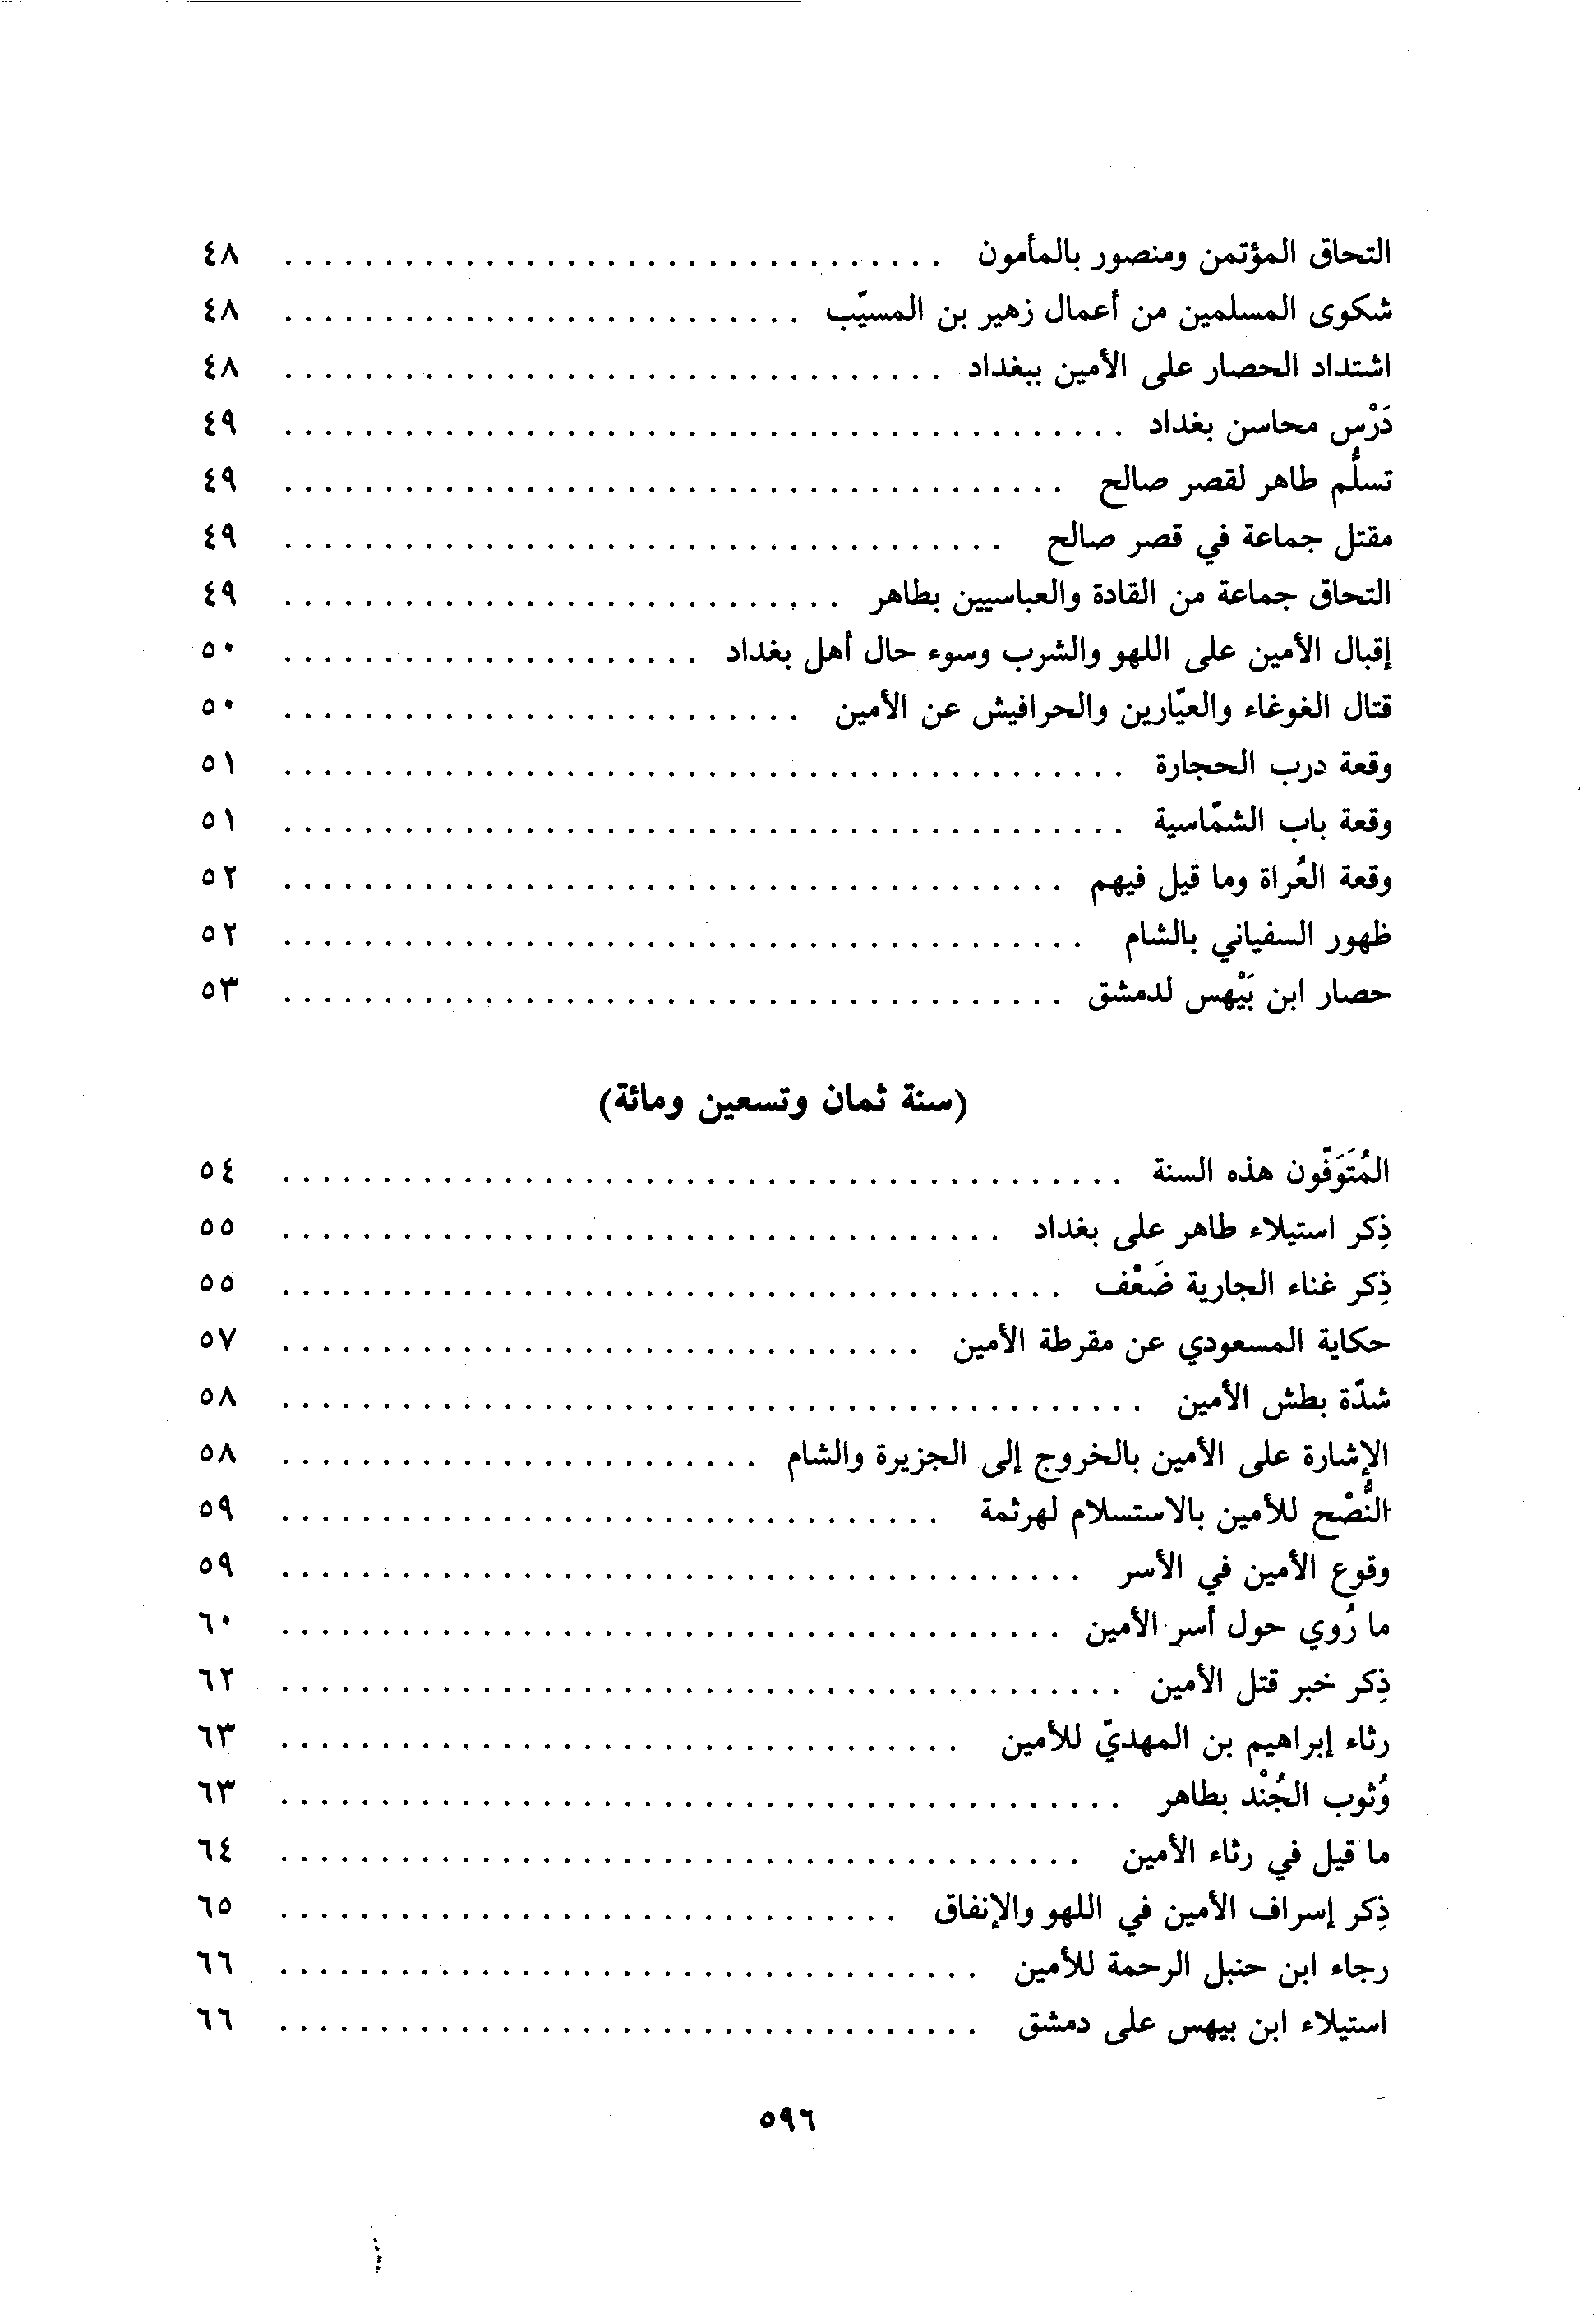 التحاق المؤتمن ومنصور بالمأمون . . . . . . . . . . . . . . . . . . . . . . . . . . . . . . . . . ٤٨
شكوى المسلمين من أعمال زهير بن المسيّب . . . . . . . . . . . . . . . . . . . . . . . . . . ٤٨
اشتداد الحصار على الأمين ببغداد . . . . . . . . . . . . . . . . . . . . . . . . . . . . . . . . . ٤٨
دَرْس محاسن بغداد . . . . . . . . . . . . . . . . . . . . . . . . . . . . . . . . . . . . . . . . . . ٤٩
تسلُّم طاهر لقصر صالح . . . . . . . . . . . . . . . . . . . . . . . . . . . . . . . . . . . . . . . ٤٩
مقتل جماعة في قصر صالح . . . . . . . . . . . . . . . . . . . . . . . . . . . . . . . . . . . . ٤٩
التحاق جماعة من القادة والعباسيين بطاهر . . . . . . . . . . . . . . . . . . . . . . . . . . . . ٤٩
إقبال الأمين على اللهو والشرب وسوء حال أهل بغداد . . . . . . . . . . . . . . . . . . . . . ٥٠
قتال الغوغاء والعيّارين والحرافيش عن الأمين . . . . . . . . . . . . . . . . . . . . . . . . . . ٥٠
وقعة درب الحجارة . . . . . . . . . . . . . . . . . . . . . . . . . . . . . . . . . . . . . . . . . . ٥١
وقعة باب الشمّاسية . . . . . . . . . . . . . . . . . . . . . . . . . . . . . . . . . . . . . . . . . . ٥١
وقعة العُراة وما قيل فيهم . . . . . . . . . . . . . . . . . . . . . . . . . . . . . . . . . . . . . . . ٥٢
ظهور السفياني بالشام . . . . . . . . . . . . . . . . . . . . . . . . . . . . . . . . . . . . . . . . ٥٢
حصار ابن بَيْهس لدمشق . . . . . . . . . . . . . . . . . . . . . . . . . . . . . . . . . . . . . . . ٥٣
(سنة ثمان وتسعين ومائة)
المُتَوَفّون هذه السنة . . . . . . . . . . . . . . . . . . . . . . . . . . . . . . . . . . . . . . . . . . ٥٤
ذِكر استيلاء طاهر على بغداد . . . . . . . . . . . . . . . . . . . . . . . . . . . . . . . . . . . . ٥٥
ذِكر غناء الجارية ضَعْف . . . . . . . . . . . . . . . . . . . . . . . . . . . . . . . . . . . . . . . ٥٥
حكاية المسعودي عن مقرطة الأمين . . . . . . . . . . . . . . . . . . . . . . . . . . . . . . . . ٥٧
شدّة بطش الأمين . . . . . . . . . . . . . . . . . . . . . . . . . . . . . . . . . . . . . . . . . . . ٥٨
الإشارة على الأمين بالخروج إلى الجزيرة والشام . . . . . . . . . . . . . . . . . . . . . . . . ٥٨
النُّصْح للأمين بالاستسلام لهرثمة . . . . . . . . . . . . . . . . . . . . . . . . . . . . . . . . . ٥٩
وقوع الأمين في الأسر . . . . . . . . . . . . . . . . . . . . . . . . . . . . . . . . . . . . . . . . ٥٩
ما رُوي حول أسر الأمين . . . . . . . . . . . . . . . . . . . . . . . . . . . . . . . . . . . . . . . ٦٠
ذِكر خبر قتل الأمين . . . . . . . . . . . . . . . . . . . . . . . . . . . . . . . . . . . . . . . . . . ٦٢
رثاء إبراهيم بن المهديّ للأمين . . . . . . . . . . . . . . . . . . . . . . . . . . . . . . . . . . ٦٣
وُثوب الجُنْد بطاهر . . . . . . . . . . . . . . . . . . . . . . . . . . . . . . . . . . . . . . . . . . ٦٣
ما قيل في رثاء الأمين . . . . . . . . . . . . . . . . . . . . . . . . . . . . . . . . . . . . . . . . ٦٤
ذِكر إسراف الأمين في اللهو والإنفاق . . . . . . . . . . . . . . . . . . . . . . . . . . . . . . . ٦٥
رجاء ابن حنبل الرحمة للأمين . . . . . . . . . . . . . . . . . . . . . . . . . . . . . . . . . . . ٦٦
استيلاء ابن بيهس على دمشق . . . . . . . . . . . . . . . . . . . . . . . . . . . . . . . . . . . ٦٦
٥٩٦